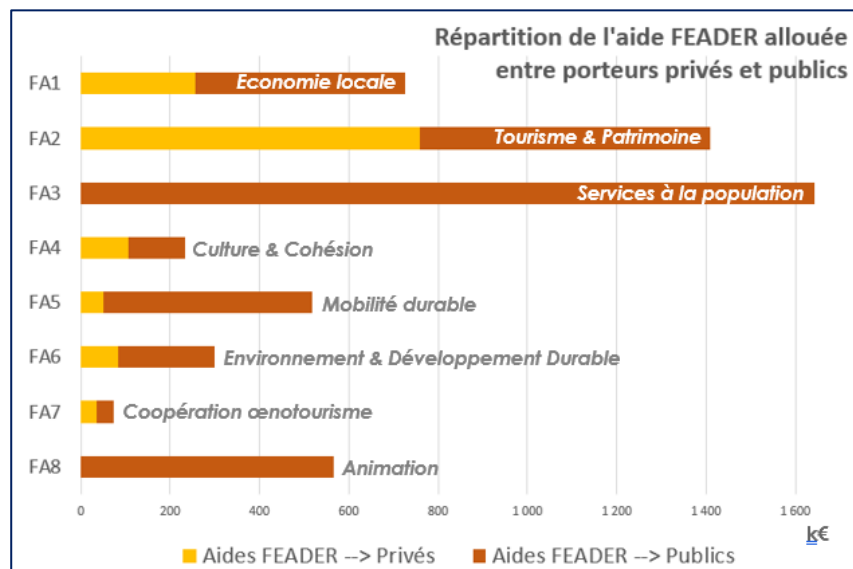 Répartition de l'aide FEADER allouée
entre porteurs privés et publics
FA1 Economie locale
FA2 Tourisme & Patrimoine
FA3 Services à la population
FA4 Culture & Cohésion
FA5 Mobilité durable
FA6 Environnement & Développement Durable
FA7 Coopération œnotourisme
FA8 Animation
0 200 400 600 800 1 000 1 200 1 400 1 600
k€
Aides FEADER --> Privés Aides FEADER --> Publics